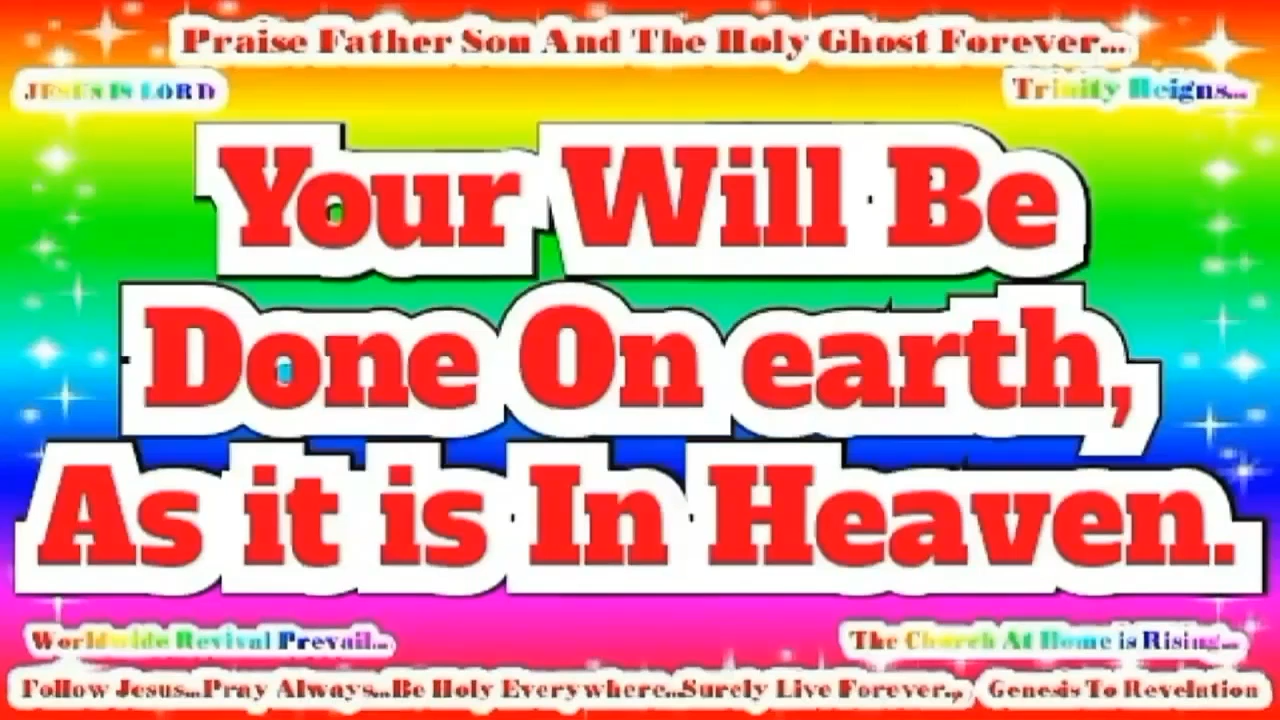 Praise Father Son And The Holy Ghost Forever...
JESUS IS LORD
Trinity Reigns...
Your Will Be
Done On earth,
As it is In Heaven.
Worldwide Revival Prevail...
The Church At Home is Rising...
Follow Jesus...Pray Always...Be Holy Everywhere...Surely Live Forever.,, Genesis To Revelation